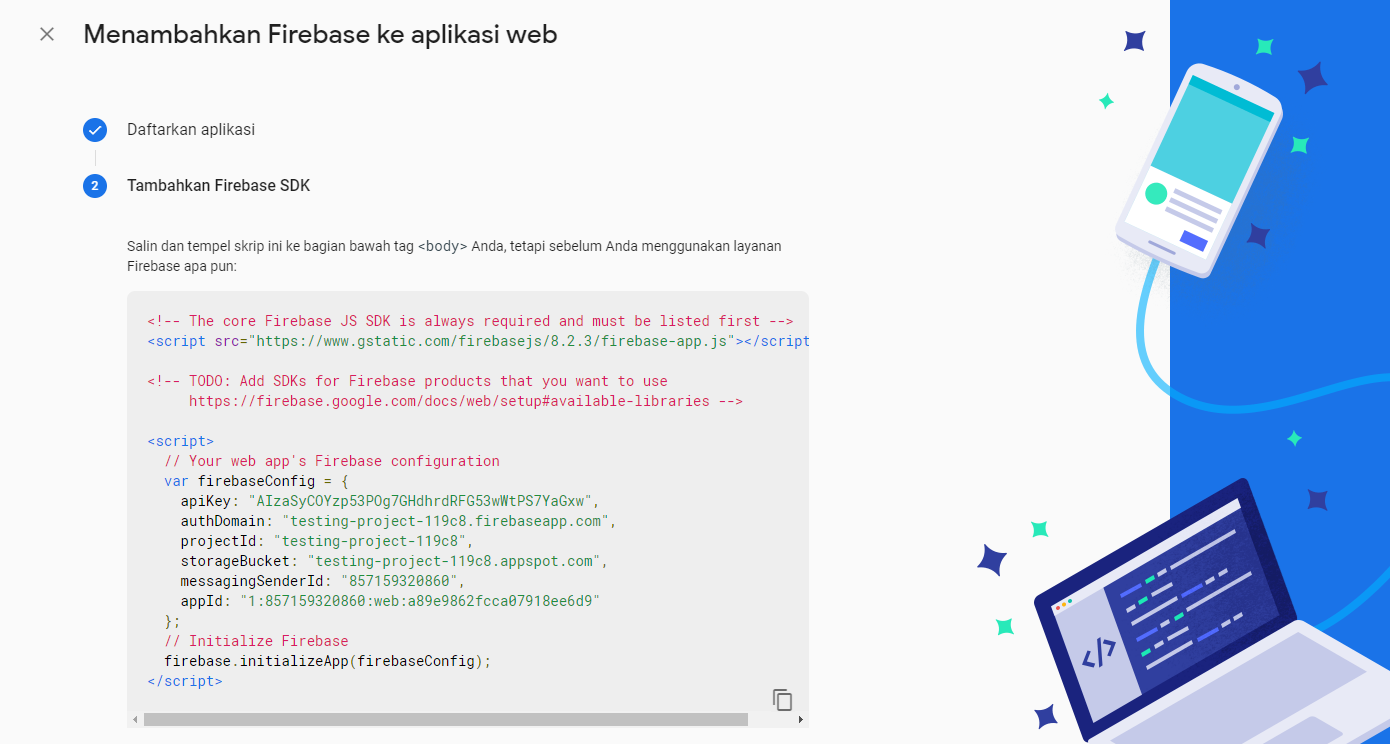 Menambahkan Firebase ke aplikasi web
Daftarkan aplikasi
2 Tambahkan Firebase SDK
Salin dan tempel skrip ini ke bagian bawah tag <body> Anda, tetapi sebelum Anda menggunakan layanan
Firebase apa pun:
<!-- The core Firebase JS SDK is always required and must be listed first -->
<script src="https://www.gstatic.com/firebasejs/8.2.3/firebase-app.js"></script
<!-- TODO: Add SDKs for Firebase products that you want to use
https://firebase.google.com/docs/web/setup#available-libraries -->
<script>
// Your web app's Firebase configuration
var firebaseConfig = {
apiKey: "AIzaSyCOYzp53POg7GHdhrdRFG53wWtPS7YaGxw",
authDomain: "testing-project-119c8.firebaseapp.com",
projectId: "testing-project-119c8",
storageBucket: "testing-project-119c8.appspot.com",
messagingSenderId: "857159320860",
appId: "1:857159320860:web:a89e9862fcca07918ee6d9"
};
// Initialize Firebase
firebase.initializeApp(firebaseConfig);
</script>
</>